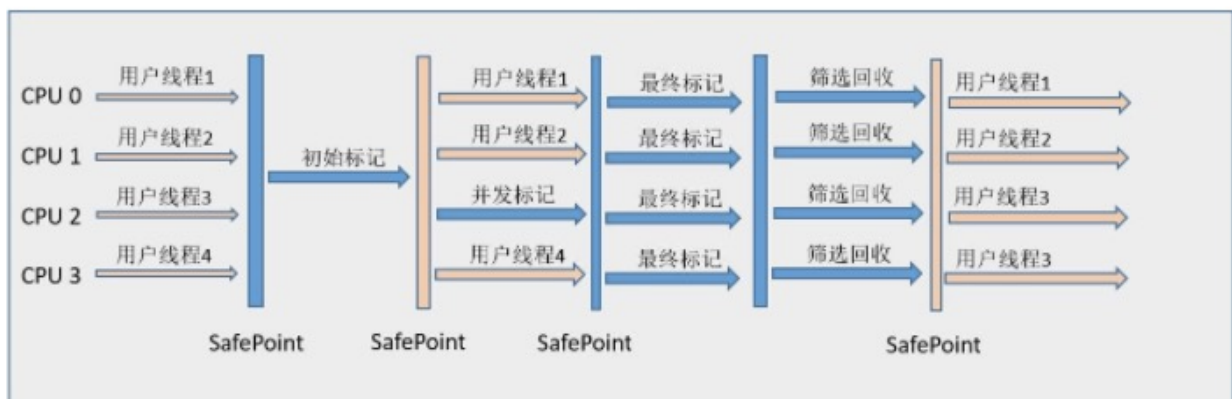 CPU 0 用户线程1 用户线程1 最终标记 筛选回收 用户线程1
CPU 1 用户线程2 初始标记 用户线程2 最终标记 筛选回收 用户线程2
CPU 2 用户线程3 并发标记 最终标记 筛选回收 用户线程3
CPU 3 用户线程4 用户线程4 最终标记 筛选回收 用户线程3
SafePoint SafePoint SafePoint SafePoint